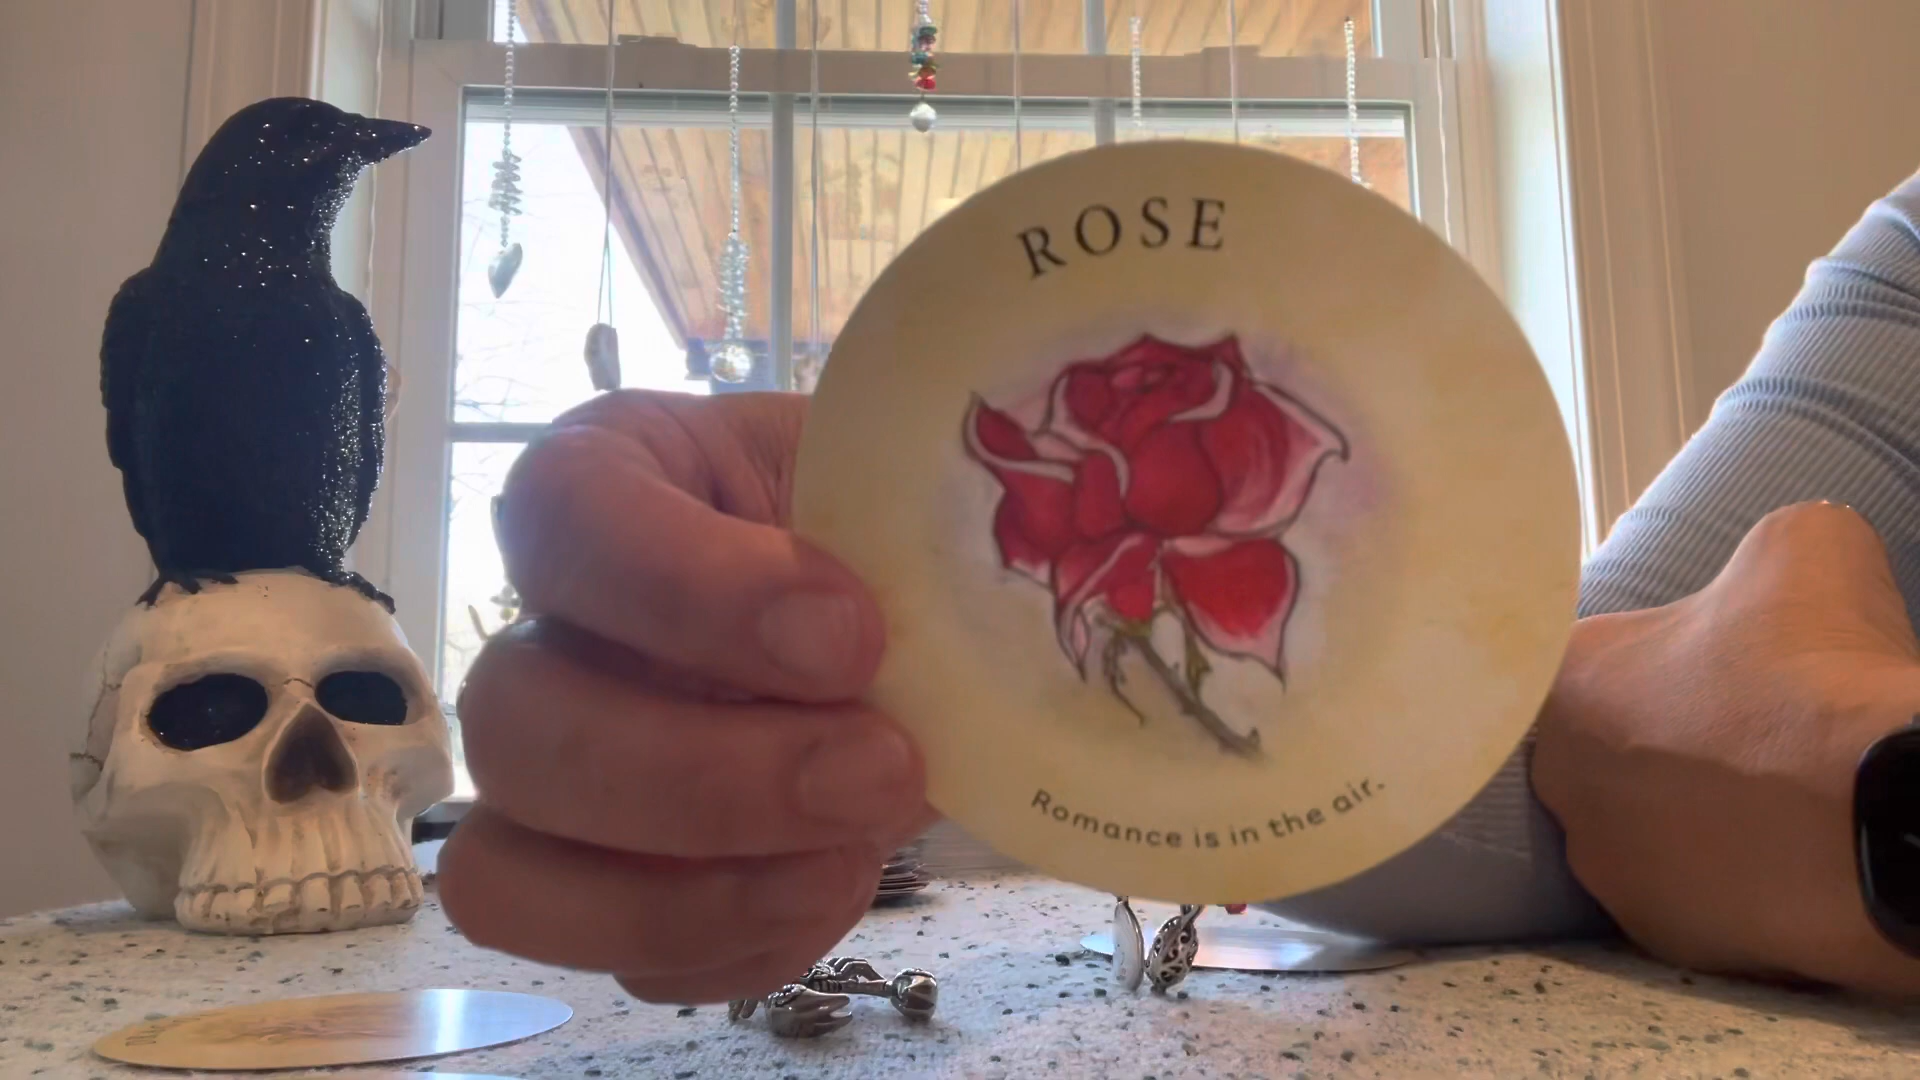 ROSE
Romance is in the air.